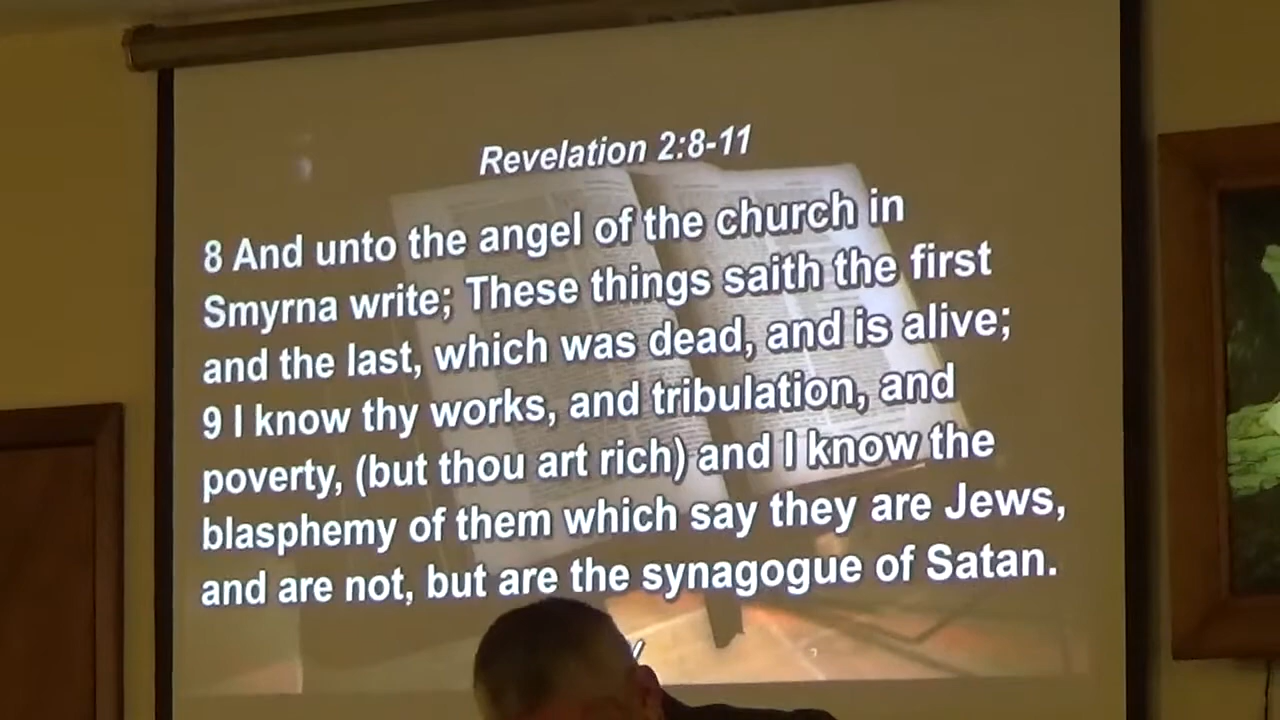 Revelation 2:8-11
8 And unto the angel of the church in
Smyrna write; These things saith the first
and the last, which was dead, and is alive;
9 I know thy works, and tribulation, and
poverty, (but thou art rich) and I know the
blasphemy of them which say they are Jews,
and are not, but are the synagogue of Satan.